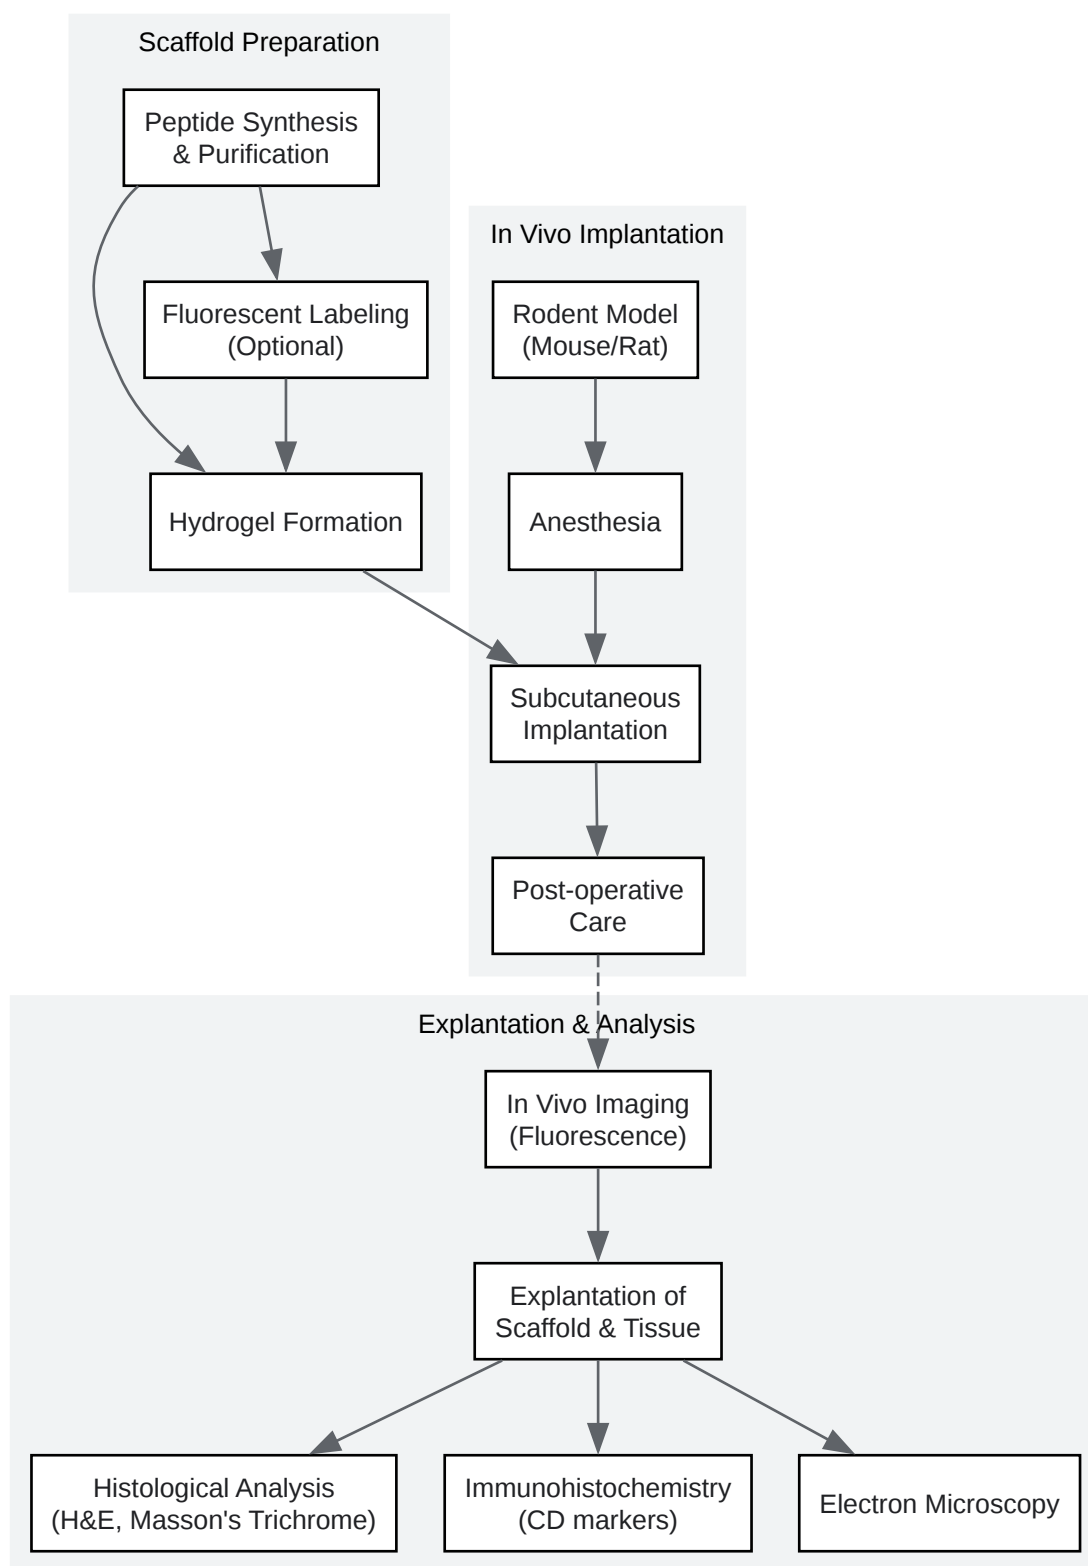 Scaffold Preparation
Peptide Synthesis
& Purification
Fluorescent Labeling
(Optional)
Hydrogel Formation
In Vivo Implantation
Rodent Model
(Mouse/Rat)
Anesthesia
Subcutaneous
Implantation
Post-operative
Care
Explantation & Analysis
In Vivo Imaging
(Fluorescence)
Explantation of
Scaffold & Tissue
Histological Analysis
(H&E, Masson's Trichrome)
Immunohistochemistry
(CD markers)
Electron Microscopy